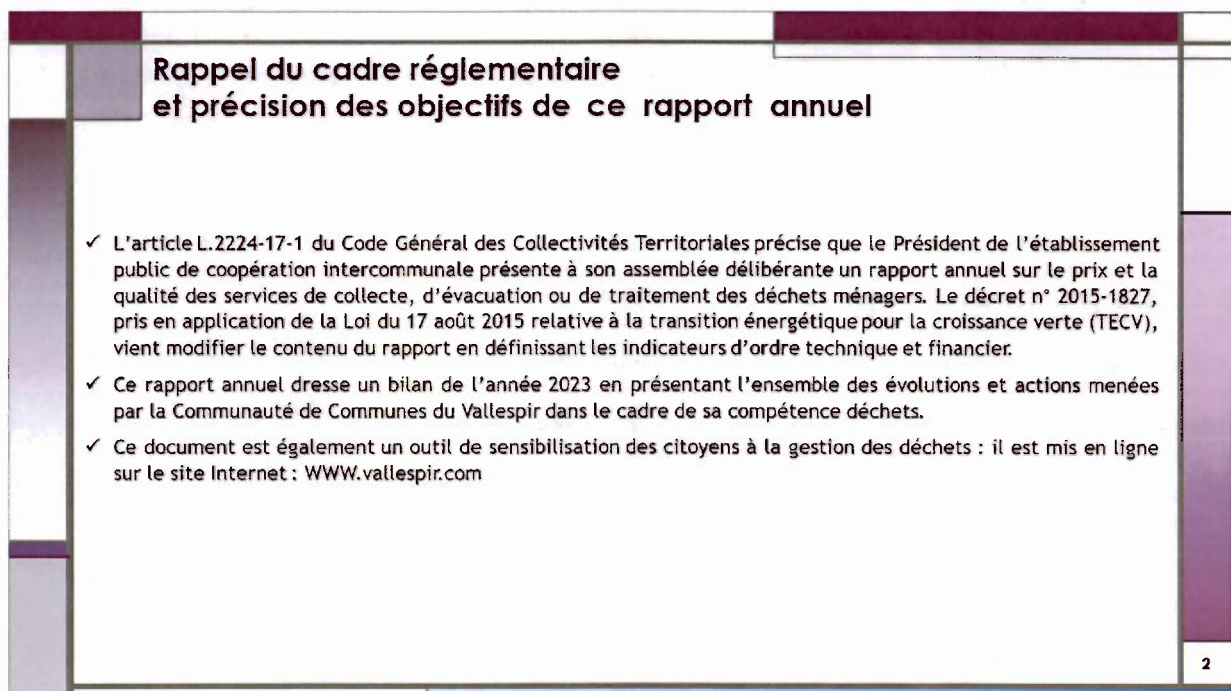 Rappel du cadre réglementaire
et précision des objectifs de ce rapport annuel
✓ L'article L.2224-17-1 du Code Général des Collectivités Territoriales précise que le Président de l'établissement
public de coopération intercommunale présente à son assemblée délibérante un rapport annuel sur le prix et la
qualité des services de collecte, d'évacuation ou de traitement des déchets ménagers. Le décret n° 2015-1827,
pris en application de la Loi du 17 août 2015 relative à la transition énergétique pour la croissance verte (TECV),
vient modifier le contenu du rapport en définissant les indicateurs d'ordre technique et financier.
✓ Ce rapport annuel dresse un bilan de l'année 2023 en présentant l'ensemble des évolutions et actions menées
par la Communauté de Communes du Vallespir dans le cadre de sa compétence déchets.
✓ Ce document est également un outil de sensibilisation des citoyens à la gestion des déchets : il est mis en ligne
sur le site Internet : WWW.vallespir.com
2